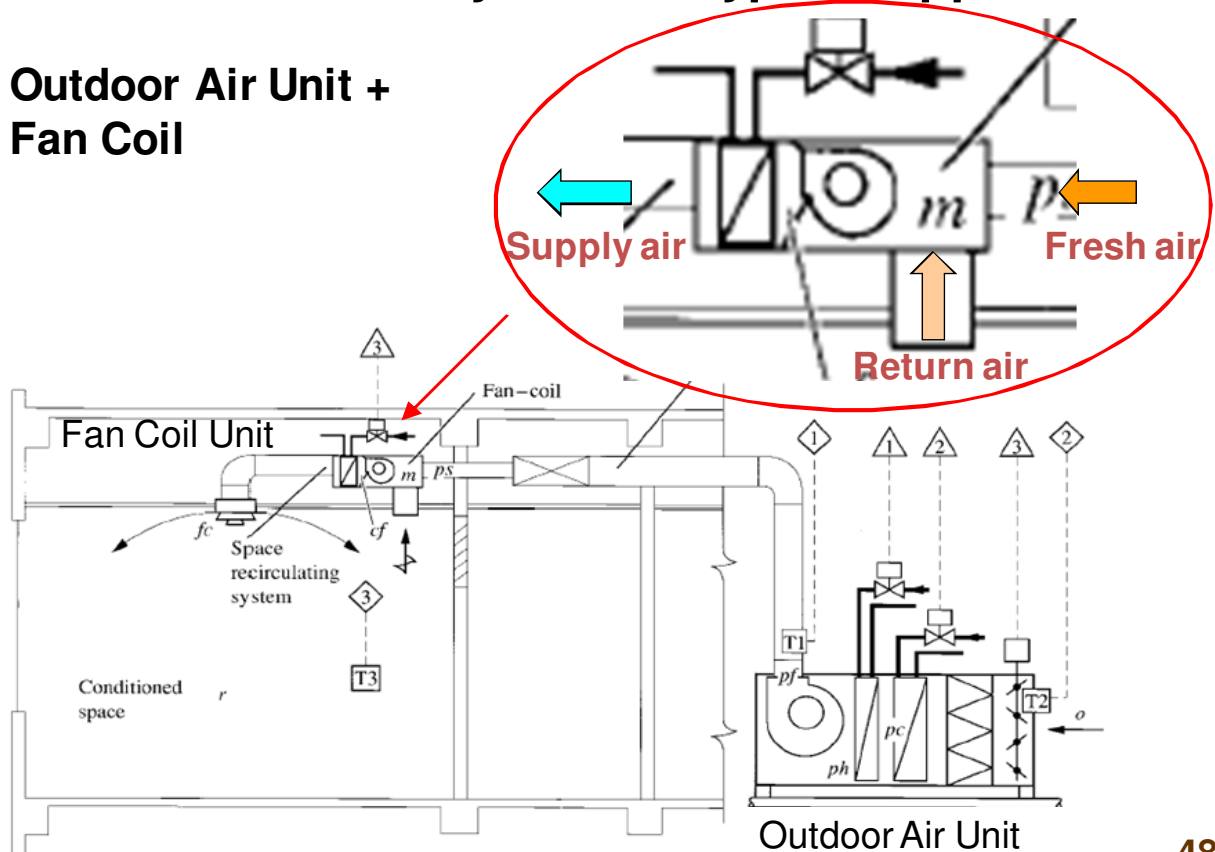 Outdoor Air Unit +
Fan Coil
m
Supply air
Fresh air
Return air
3
Fan-coil
Fan Coil Unit
m
ps
1
1
2
3
2
fc
cf
Space
recirculating
system
3
T1
T3
pf
Conditioned
space
r
T2
o
pc
ph
Outdoor Air Unit
48